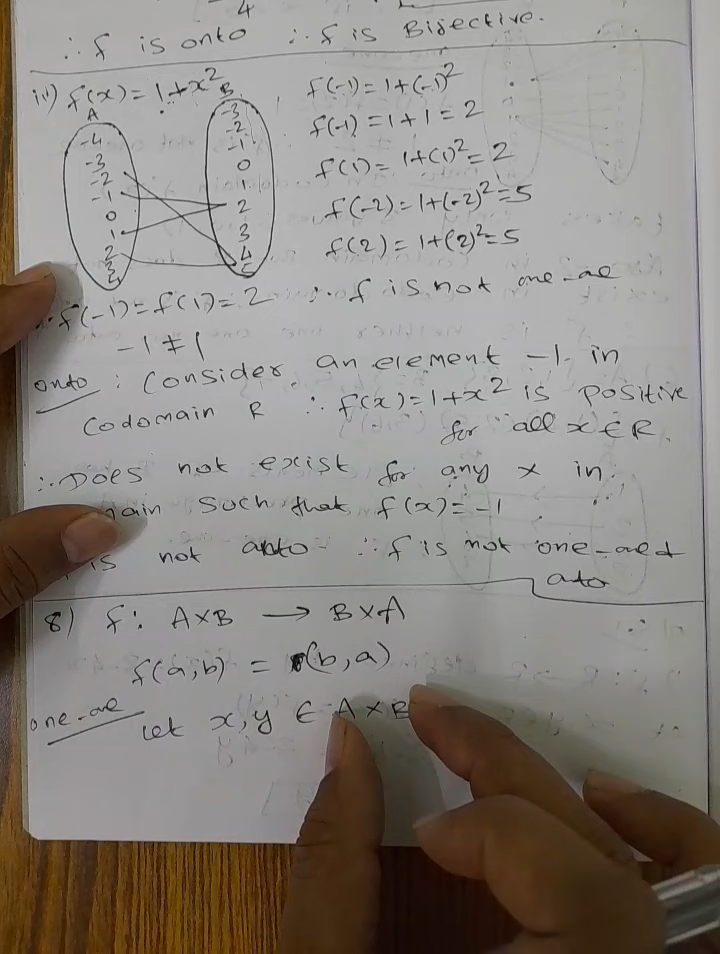 4
∴ f is onto ∴ f is Bijective.
iv) f(x) = 1+x²
A
B
-4
-3
-2
-1
0
1
2
3
-3
-2
-1
0
1
2
3
4
f(-1) = 1+(-1)²
f(-1) = 1+1 = 2
f(1) = 1+(1)² = 2
f(-2) = 1+(-2)² = 5
f(2) = 1+(2)² = 5
∴ f(-1) = f(1) = 2 ∴ f is not one-one
-1 ≠ 1
onto : Consider an element -1 in
Codomain R ∴ f(x) = 1+x² is positive
for all x ∈ R.
∴ Does not exist for any x in
main such that f(x) = -1
is not onto ∴ f is not one-one &
onto
8) f: A×B → B×A
f(a,b) = (b,a)
one-one let x,y ∈ A×B